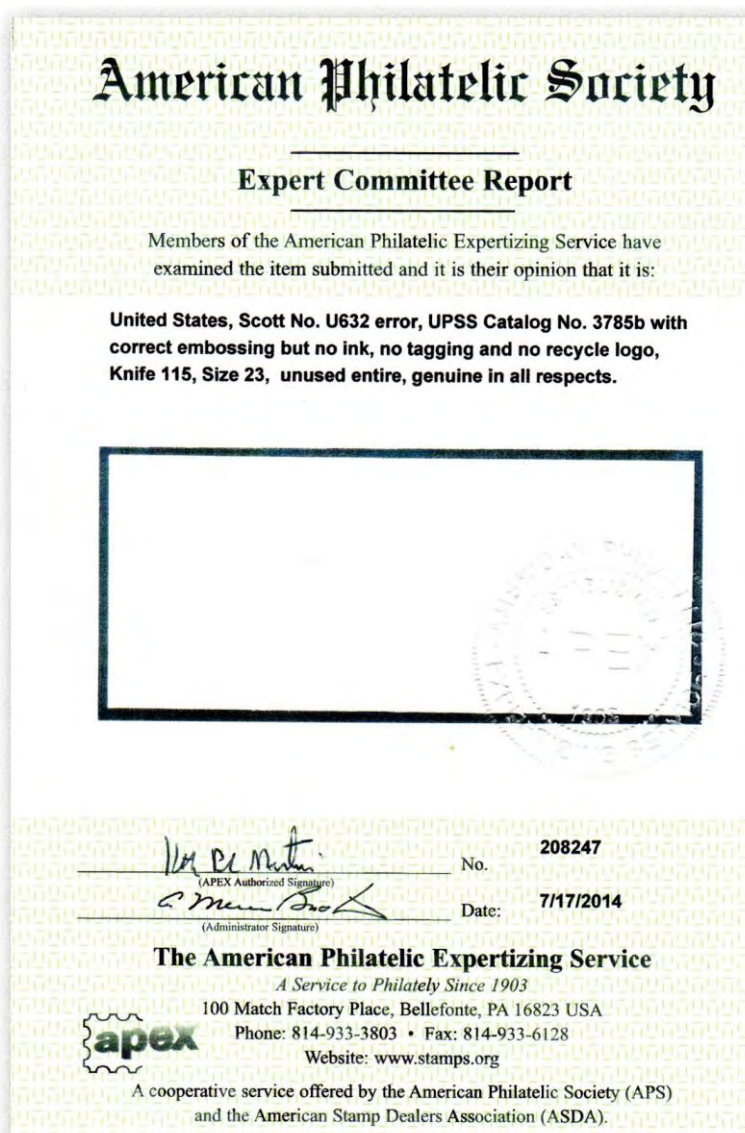 American Philatelic Society
Expert Committee Report
Members of the American Philatelic Expertizing Service have
examined the item submitted and it is their opinion that it is:
United States, Scott No. U632 error, UPSS Catalog No. 3785b with
correct embossing but no ink, no tagging and no recycle logo,
Knife 115, Size 23, unused entire, genuine in all respects.
(APEX Authorized Signature)
No. 208247
(Administrator Signature)
Date: 7/17/2014
The American Philatelic Expertizing Service
A Service to Philately Since 1903
100 Match Factory Place, Bellefonte, PA 16823 USA
apex
Phone: 814-933-3803 • Fax: 814-933-6128
Website: www.stamps.org
A cooperative service offered by the American Philatelic Society (APS)
and the American Stamp Dealers Association (ASDA).